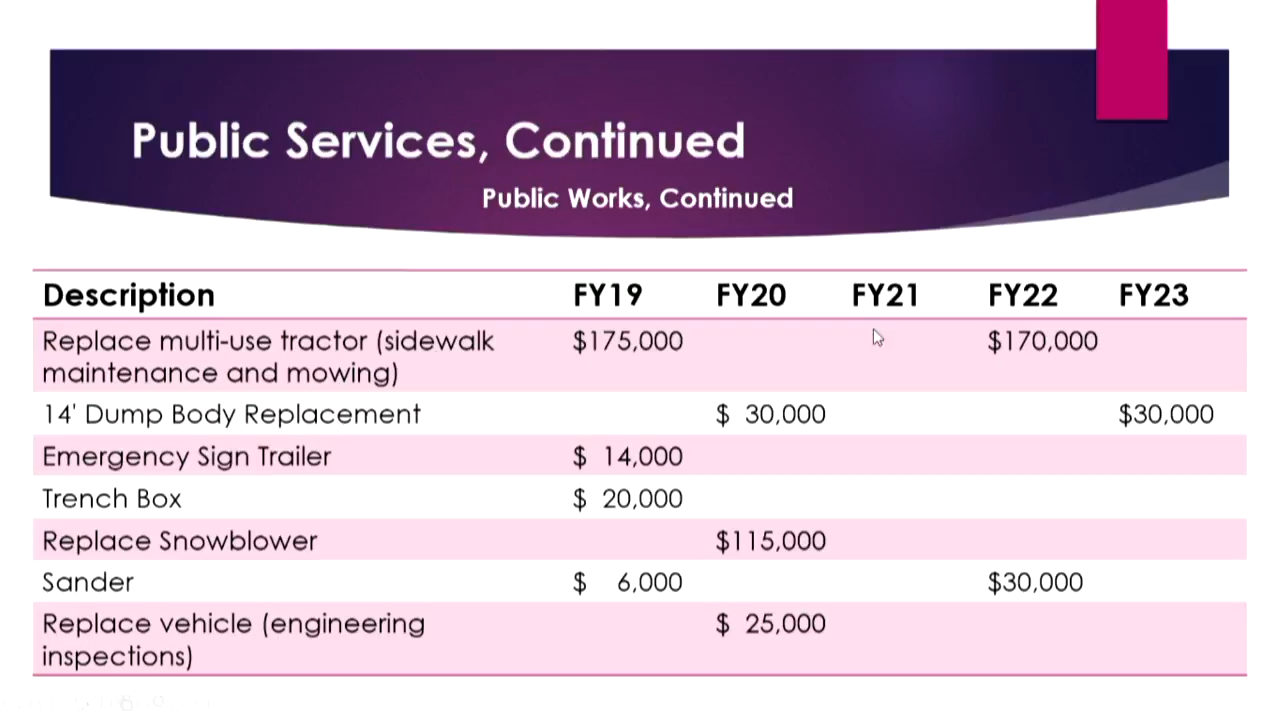 Public Services, Continued
Public Works, Continued
Description FY19 FY20 FY21 FY22 FY23
Replace multi-use tractor (sidewalk $175,000 $170,000
maintenance and mowing)
14' Dump Body Replacement $ 30,000 $30,000
Emergency Sign Trailer $ 14,000
Trench Box $ 20,000
Replace Snowblower $115,000
Sander $ 6,000 $30,000
Replace vehicle (engineering $ 25,000
inspections)